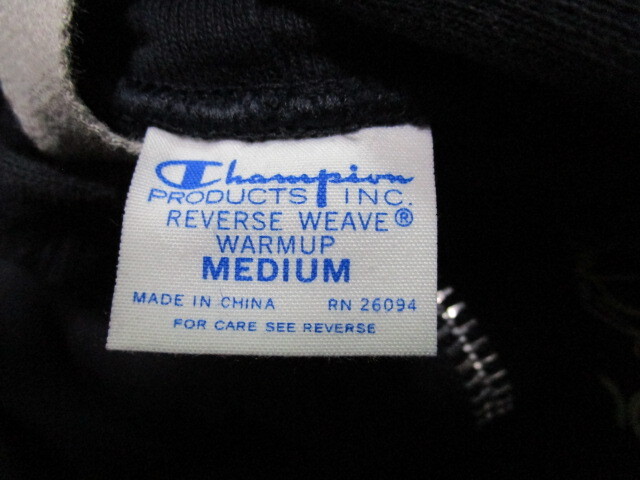 Champion
PRODUCTS INC.
REVERSE WEAVE®
WARMUP
MEDIUM
MADE IN CHINA RN 26094
FOR CARE SEE REVERSE